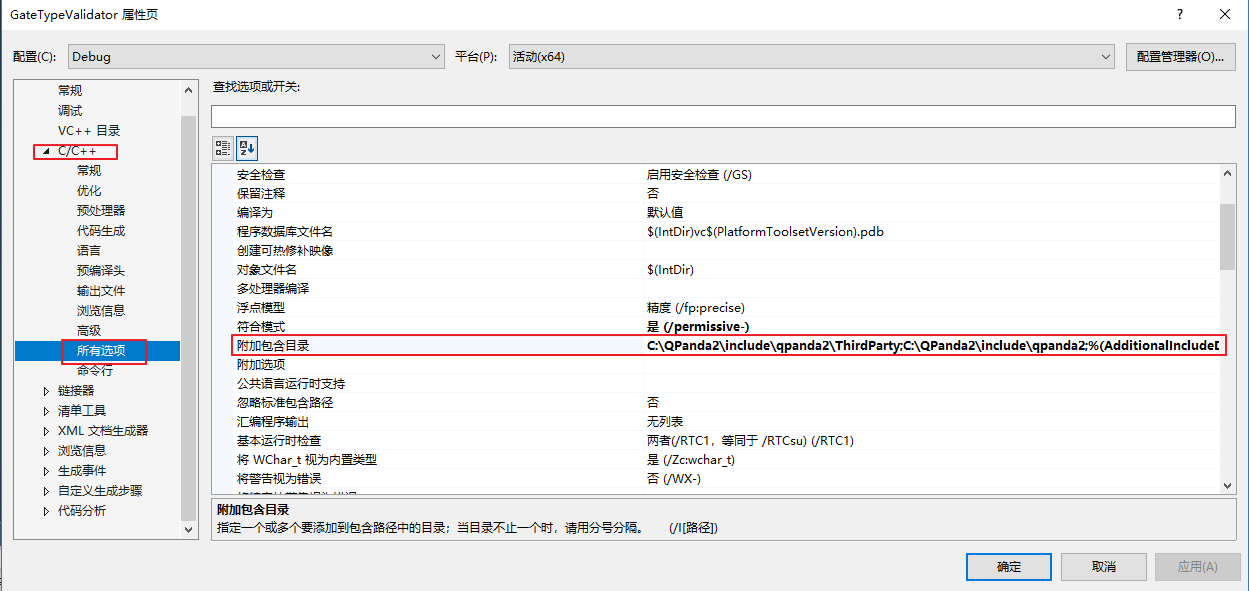 GateTypeValidator 属性页
配置(C): Debug 平台(P): 活动(x64) 配置管理器(O)...
常规
调试
VC++ 目录
C/C++
常规
优化
预处理器
代码生成
语言
预编译头
输出文件
浏览信息
高级
所有选项
命令行
链接器
清单工具
XML 文档生成器
浏览信息
生成事件
自定义生成步骤
代码分析
查找选项或开关:
安全检查 启用安全检查 (/GS)
保留注释 否
编译为 默认值
程序数据库文件名 $(IntDir)vc$(PlatformToolsetVersion).pdb
创建可热修补映像
对象文件名 $(IntDir)
多处理器编译
浮点模型 精度 (/fp:precise)
符合模式 是 (/permissive-)
附加包含目录 C:\QPanda2\include\qpanda2\ThirdParty;C:\QPanda2\include\qpanda2;%(AdditionalIncludeD
附加选项
公共语言运行时支持
忽略标准包含路径 否
汇编程序输出 无列表
基本运行时检查 两者(/RTC1，等同于 /RTCsu) (/RTC1)
将 WChar_t 视为内置类型 是 (/Zc:wchar_t)
将警告视为错误 否 (/WX-)
附加包含目录
指定一个或多个要添加到包含路径中的目录；当目录不止一个时，请用分号分隔。 (/I[路径])
确定 取消 应用(A)